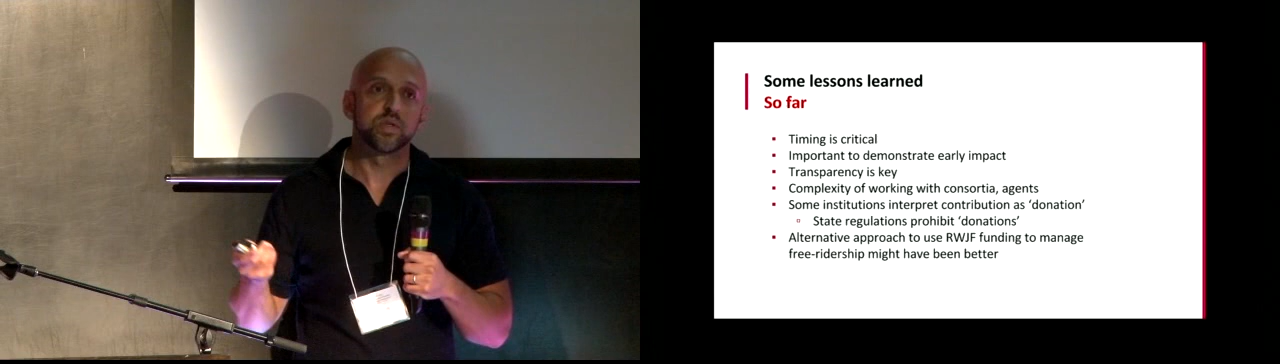 Some lessons learned
So far
▪ Timing is critical
▪ Important to demonstrate early impact
▪ Transparency is key
▪ Complexity of working with consortia, agents
▪ Some institutions interpret contribution as ‘donation’
▫ State regulations prohibit ‘donations’
▪ Alternative approach to use RWJF funding to manage
free-ridership might have been better